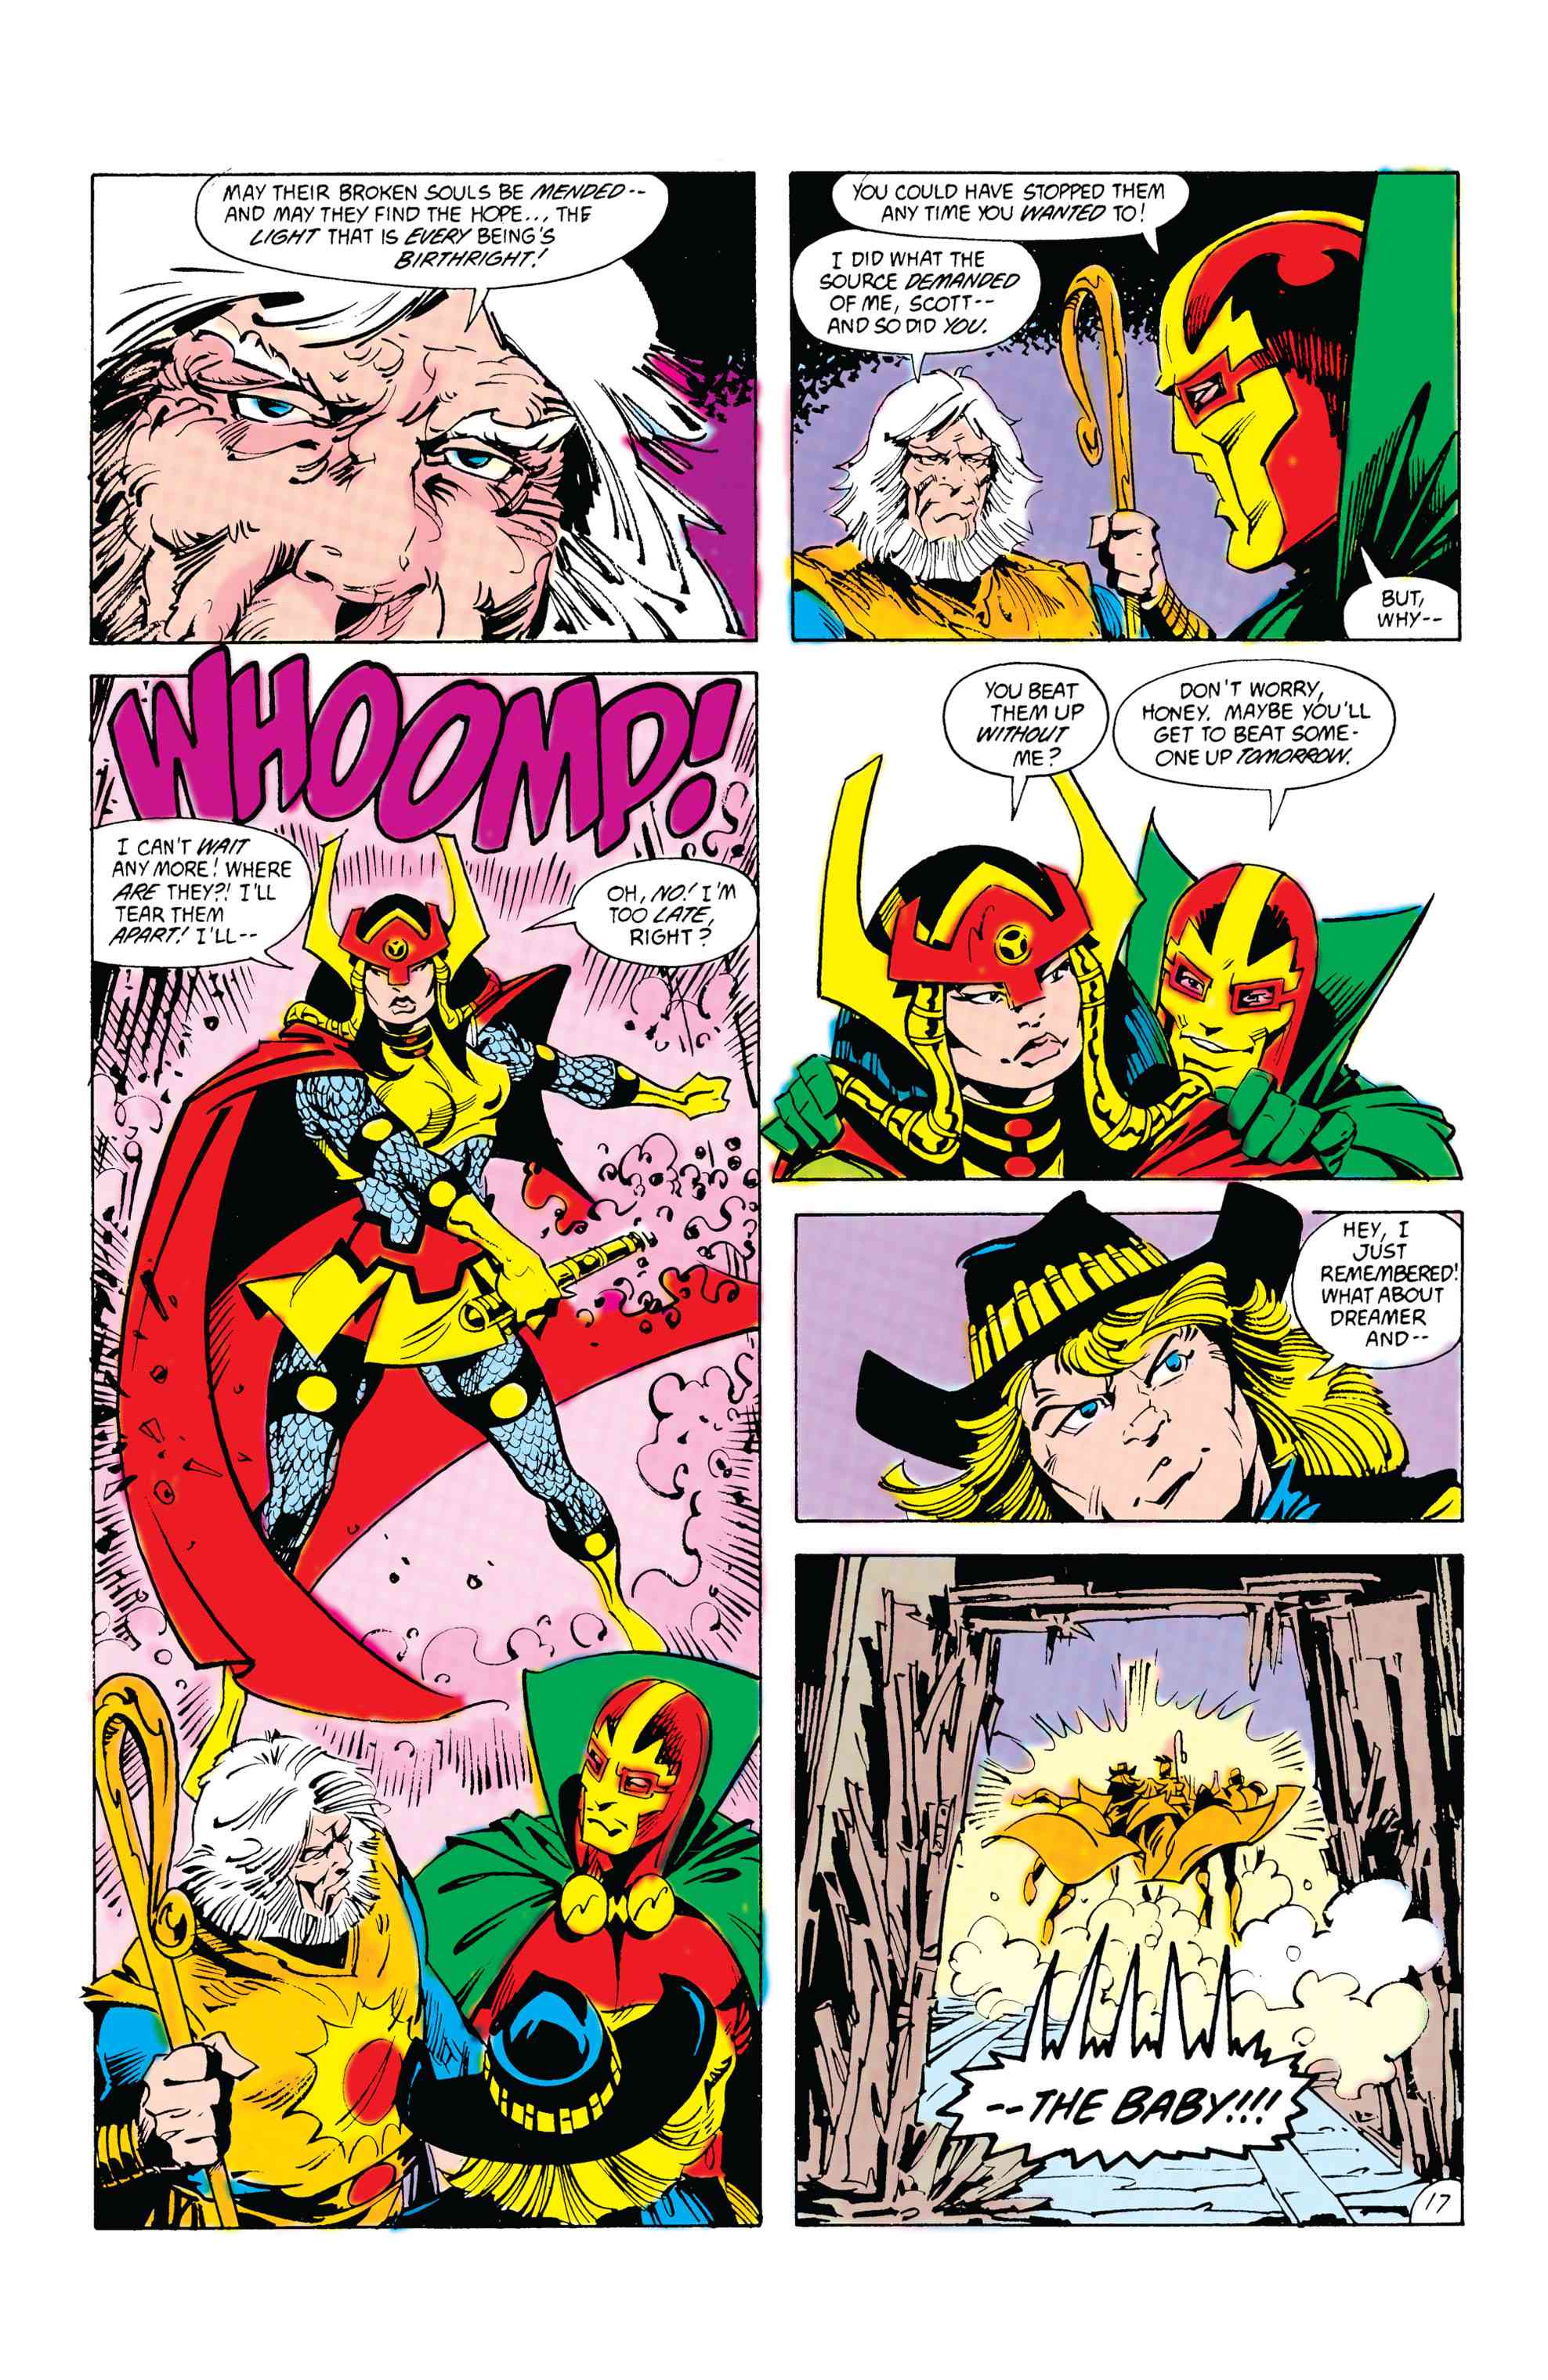 MAY THEIR BROKEN SOULS BE MENDED--
AND MAY THEY FIND THE HOPE..., THE
LIGHT THAT IS EVERY BEING'S
BIRTHRIGHT!
YOU COULD HAVE STOPPED THEM
ANY TIME YOU WANTED TO!
I DID WHAT THE
SOURCE DEMANDED
OF ME, SCOTT--
AND SO DID YOU.
BUT,
WHY--
WHOOMP!
I CAN'T WAIT
ANY MORE! WHERE
ARE THEY?! I'LL
TEAR THEM
APART! I'LL--
OH, NO! I'M
TOO LATE,
RIGHT?
YOU BEAT
THEM UP
WITHOUT
ME?
DON'T WORRY,
HONEY. MAYBE YOU'LL
GET TO BEAT SOME-
ONE UP TOMORROW.
HEY, I
JUST
REMEMBERED!
WHAT ABOUT
DREAMER
AND--
--THE BABY!!!
17